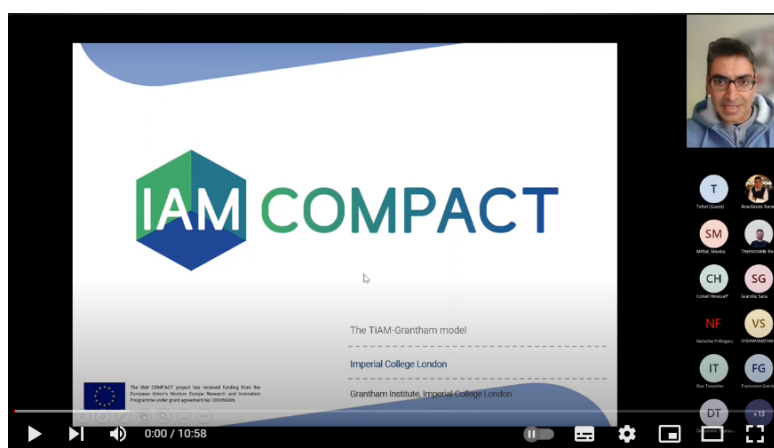 IAM COMPACT
The TIAM-Grantham model
Imperial College London
Grantham Institute, Imperial College London
The IAM COMPACT project has received funding from the
European Union's Horizon Europe Research and Innovation
Programme under grant agreement No
T
SM
Mittal, Shivika
CH
SG
NF
VS
IT
FG
DT
+13
0:00 / 10:58